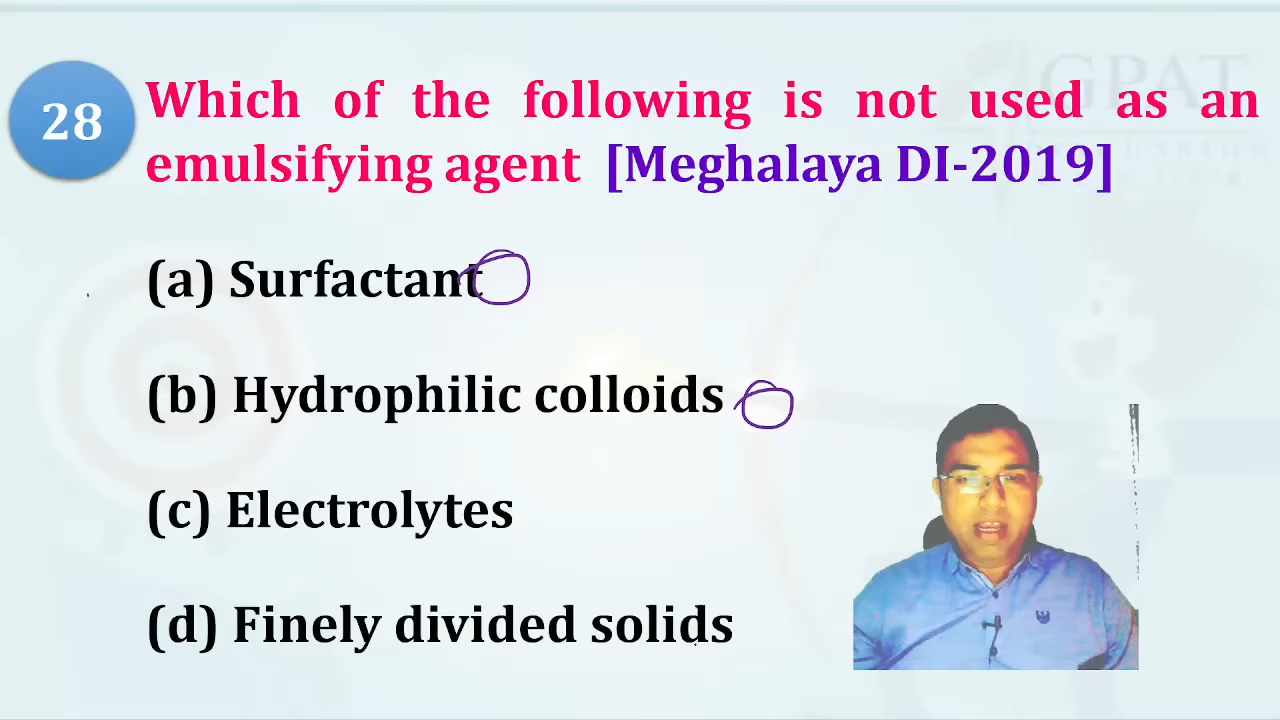 28
Which of the following is not used as an
emulsifying agent [Meghalaya DI-2019]
(a) Surfactant
(b) Hydrophilic colloids
(c) Electrolytes
(d) Finely divided solids
GPAT